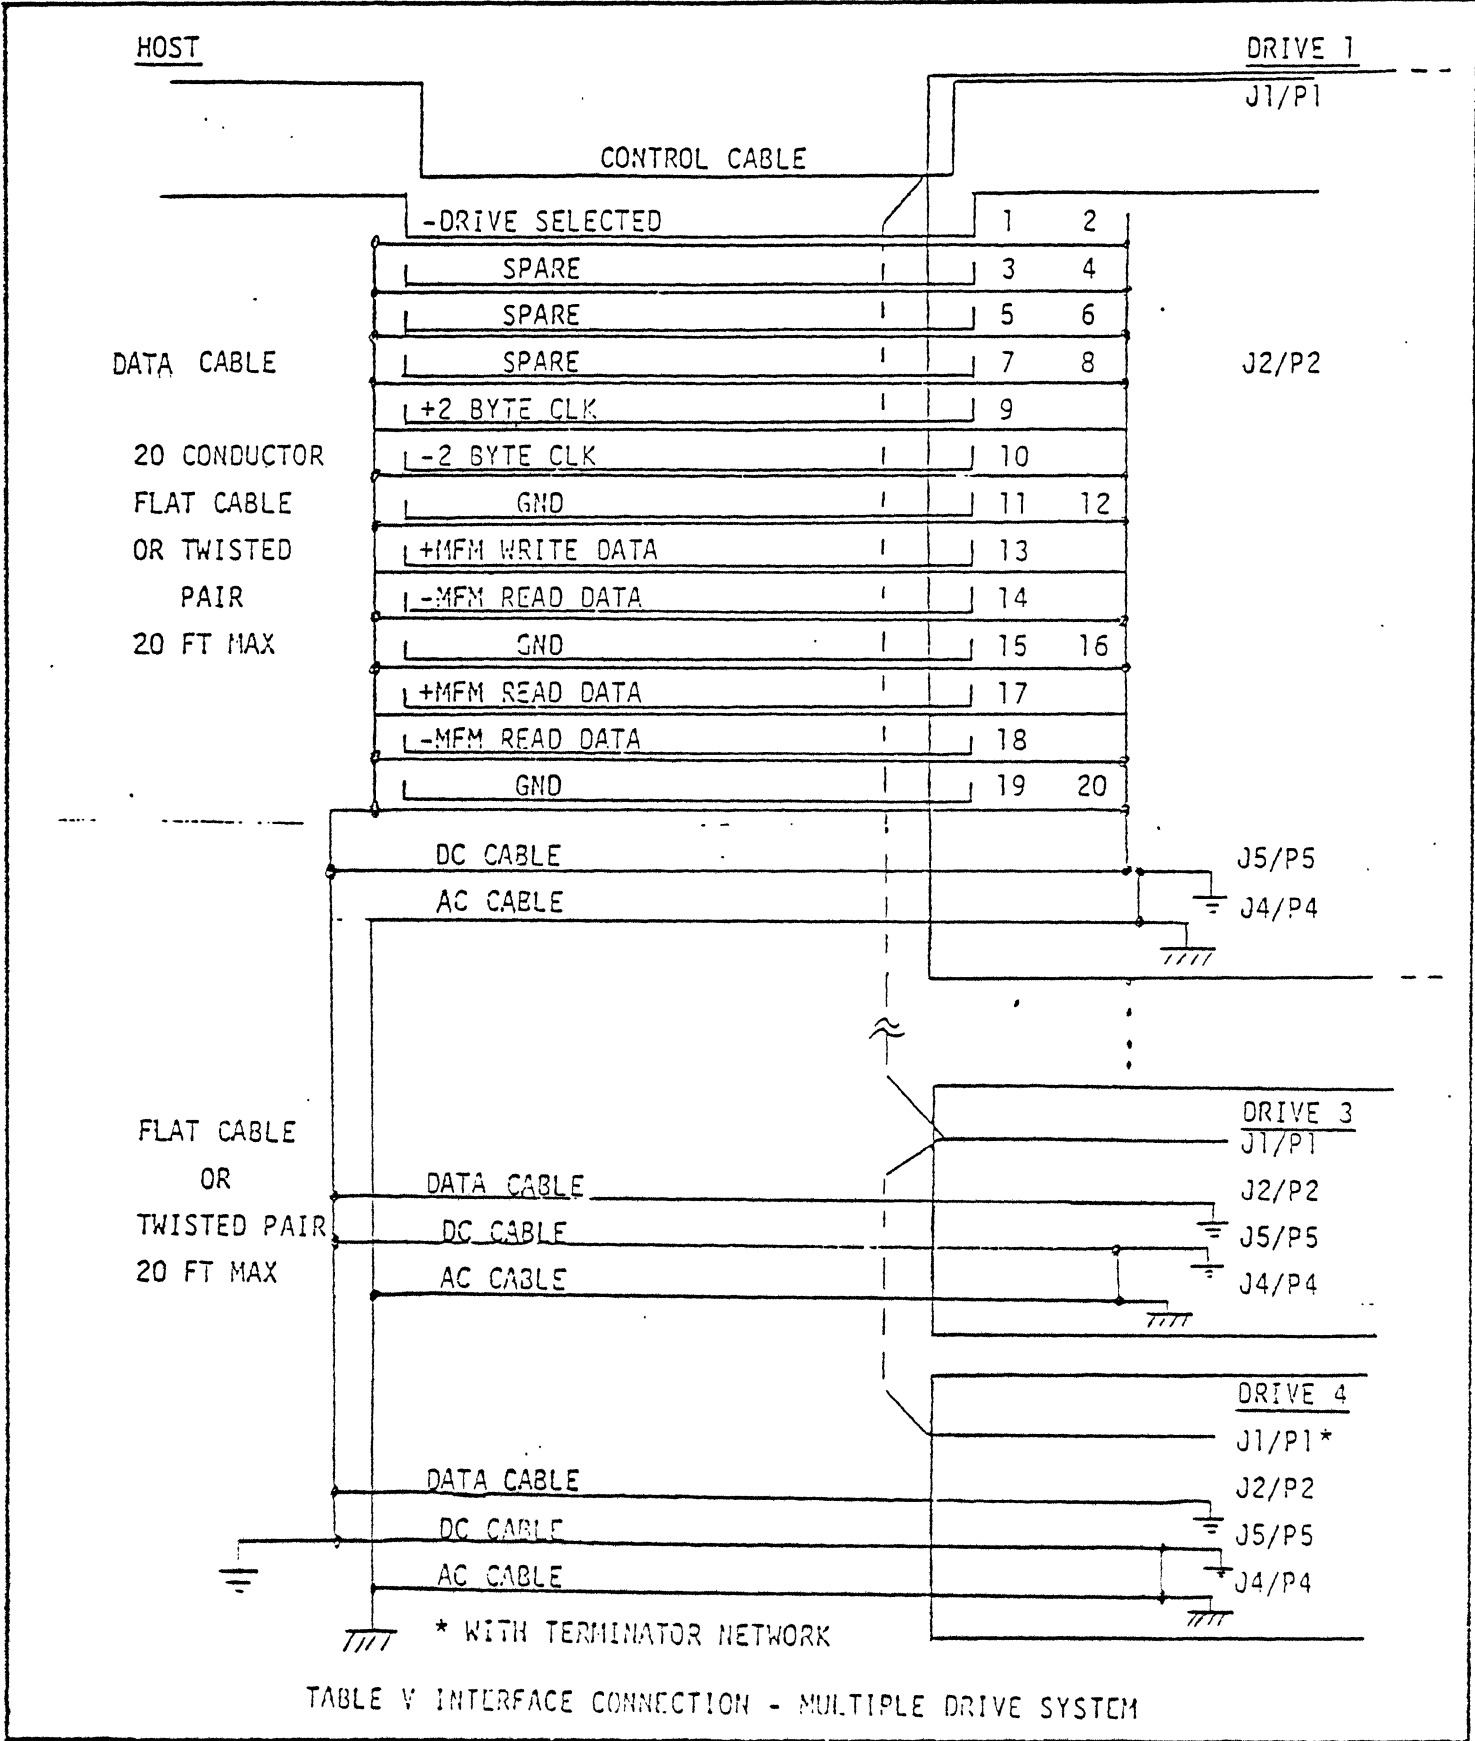 HOST
DRIVE 1
J1/P1
CONTROL CABLE
-DRIVE SELECTED 1 2
SPARE 3 4
SPARE 5 6
DATA CABLE SPARE 7 8 J2/P2
+2 BYTE CLK 9
20 CONDUCTOR -2 BYTE CLK 10
FLAT CABLE GND 11 12
OR TWISTED +MFM WRITE DATA 13
PAIR -MFM READ DATA 14
20 FT MAX GND 15 16
+MFM READ DATA 17
-MFM READ DATA 18
GND 19 20
DC CABLE J5/P5
AC CABLE J4/P4
DRIVE 3
FLAT CABLE J1/P1
OR DATA CABLE J2/P2
TWISTED PAIR DC CABLE J5/P5
20 FT MAX AC CABLE J4/P4
DRIVE 4
J1/P1*
DATA CABLE J2/P2
DC CABLE J5/P5
AC CABLE J4/P4
* WITH TERMINATOR NETWORK
TABLE V INTERFACE CONNECTION - MULTIPLE DRIVE SYSTEM